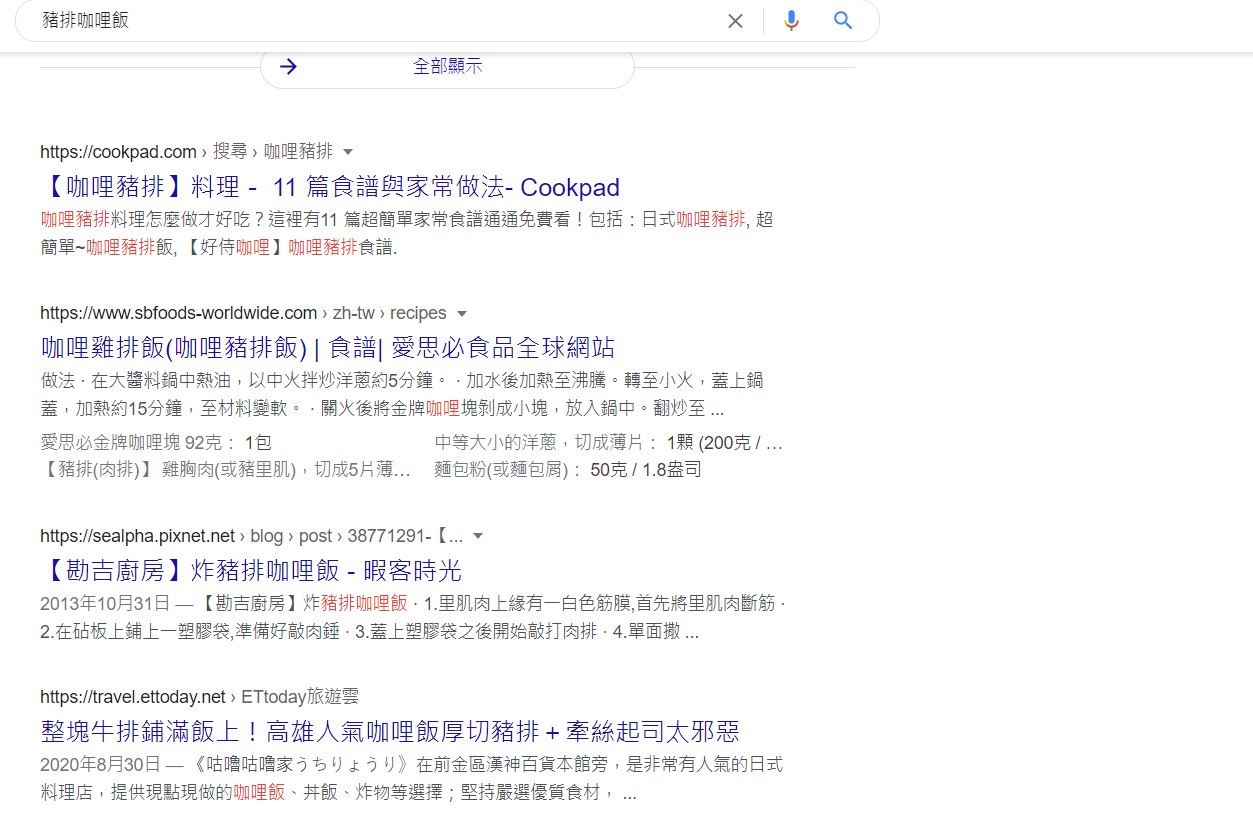 豬排咖哩飯
全部顯示
https://cookpad.com › 搜尋 › 咖哩豬排
【咖哩豬排】料理 - 11 篇食譜與家常做法- Cookpad
咖哩豬排料理怎麼做才好吃？這裡有11 篇超簡單家常食譜通通免費看！包括：日式咖哩豬排, 超
簡單~咖哩豬排飯, 【好侍咖哩】咖哩豬排食譜.
https://www.sbfoods-worldwide.com › zh-tw › recipes
咖哩雞排飯(咖哩豬排飯) | 食譜| 愛思必食品全球網站
做法 · 在大醬料鍋中熱油，以中火拌炒洋蔥約5分鐘。 · 加水後加熱至沸騰。轉至小火，蓋上鍋
蓋，加熱約15分鐘，至材料變軟。 · 關火後將金牌咖哩塊剝成小塊，放入鍋中。翻炒至 ...
愛思必金牌咖哩塊 92克： 1包 中等大小的洋蔥，切成薄片： 1顆 (200克 / …
【豬排(肉排)】 雞胸肉(或豬里肌)，切成5片薄… 麵包粉(或麵包屑)： 50克 / 1.8盎司
https://sealpha.pixnet.net › blog › post › 38771291-【...
【勘吉廚房】炸豬排咖哩飯 - 暇客時光
2013年10月31日 — 【勘吉廚房】炸豬排咖哩飯 · 1.里肌肉上緣有一白色筋膜,首先將里肌肉斷筋 ·
2.在砧板上鋪上一塑膠袋,準備好敲肉錘 · 3.蓋上塑膠袋之後開始敲打肉排 · 4.單面撒 ...
https://travel.ettoday.net › ETtoday旅遊雲
整塊牛排鋪滿飯上！高雄人氣咖哩飯厚切豬排＋牽絲起司太邪惡
2020年8月30日 — 《咕嚕咕嚕家うちりょうり》在前金區漢神百貨本館旁，是非常有人氣的日式
料理店，提供現點現做的咖哩飯、丼飯、炸物等選擇；堅持嚴選優質食材， ...